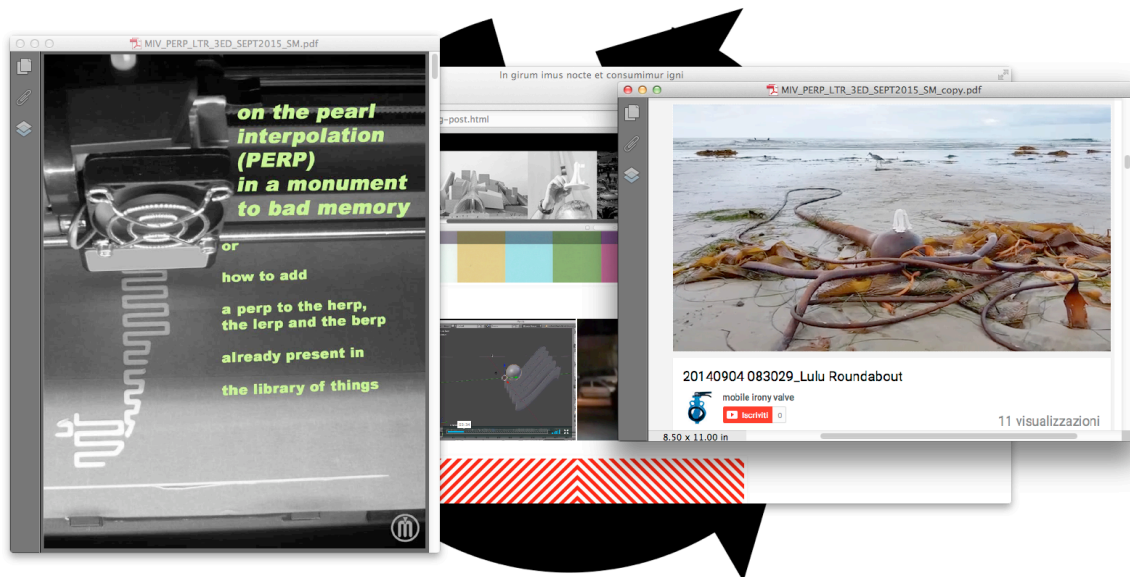 MIV_PERP_LTR_3ED_SEPT2015_SM.pdf
on the pearl
interpolation
(PERP)
in a monument
to bad memory
or
how to add
a perp to the herp,
the lerp and the berp
already present in
the library of things
In girum imus nocte et consumimur igni
g-post.html
MIV_PERP_LTR_3ED_SEPT2015_SM_copy.pdf
20140904 083029_Lulu Roundabout
mobile irony valve
Iscriviti
0
11 visualizzazioni
8.50 x 11.00 in